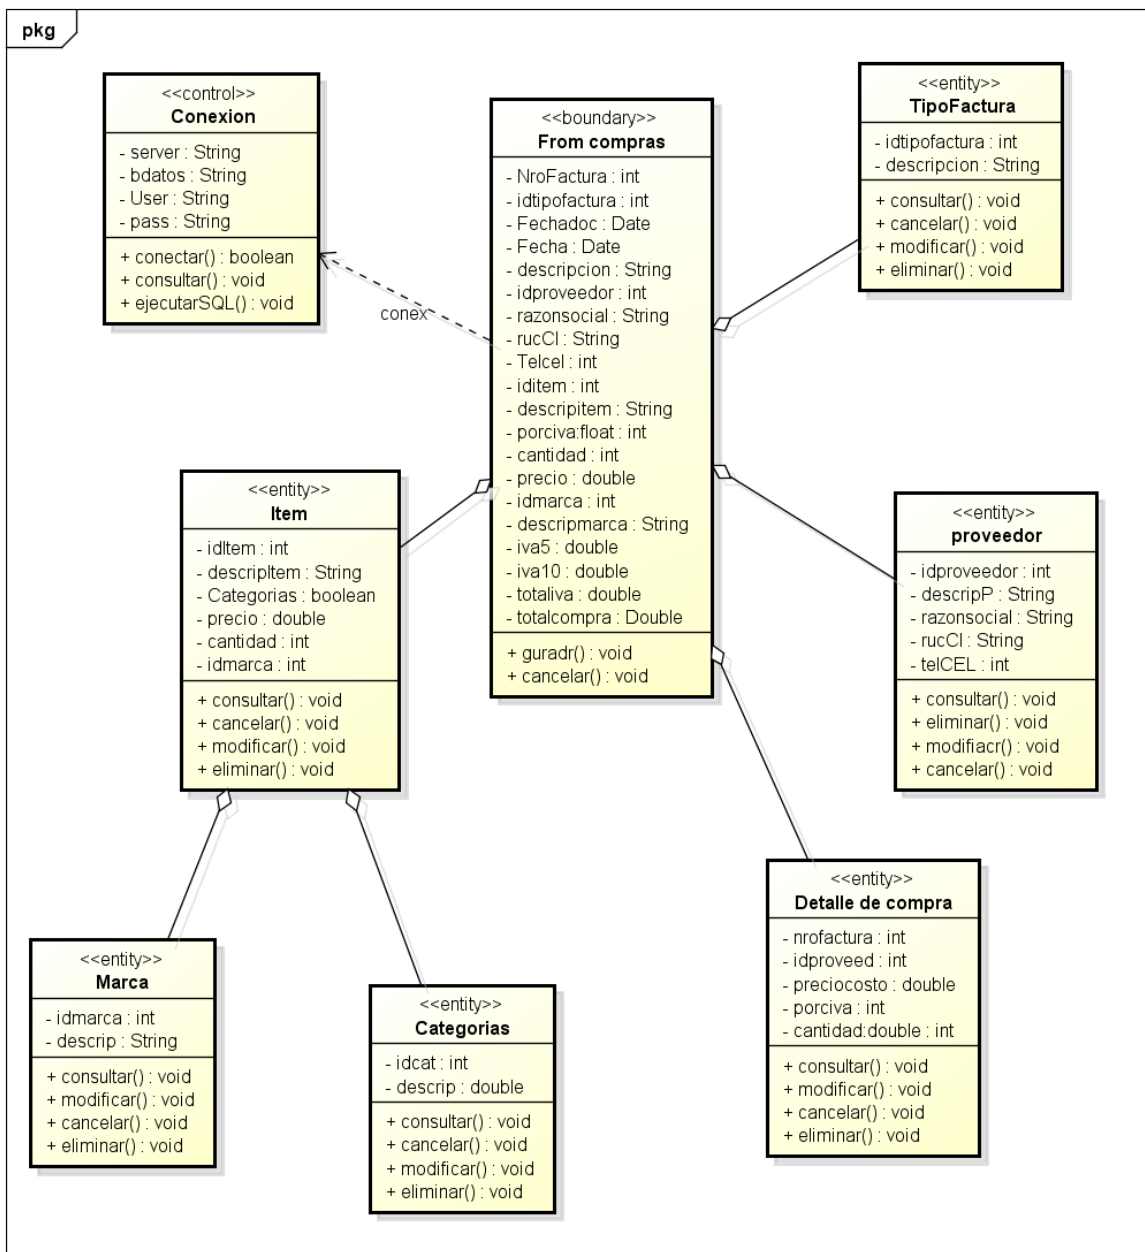 pkg
<<control>>
Conexion
- server : String
- bdatos : String
- User : String
- pass : String
+ conectar() : boolean
+ consultar() : void
+ ejecutarSQL() : void
<<boundary>>
From compras
- NroFactura : int
- idtipofactura : int
- Fechadoc : Date
- Fecha : Date
- descripcion : String
- idproveedor : int
- razonsocial : String
- rucCI : String
- Telcel : int
- iditem : int
- descripitem : String
- porciva:float : int
- cantidad : int
- precio : double
- idmarca : int
- descripmarca : String
- iva5 : double
- iva10 : double
- totaliva : double
- totalcompra : Double
+ guradr() : void
+ cancelar() : void
<<entity>>
TipoFactura
- idtipofactura : int
- descripcion : String
+ consultar() : void
+ cancelar() : void
+ modificar() : void
+ eliminar() : void
conex
<<entity>>
Item
- idItem : int
- descripItem : String
- Categorias : boolean
- precio : double
- cantidad : int
- idmarca : int
+ consultar() : void
+ cancelar() : void
+ modificar() : void
+ eliminar() : void
<<entity>>
proveedor
- idproveedor : int
- descripP : String
- razonsocial : String
- rucCI : String
- telCEL : int
+ consultar() : void
+ eliminar() : void
+ modifiacr() : void
+ cancelar() : void
<<entity>>
Detalle de compra
- nrofactura : int
- idproveed : int
- preciocosto : double
- porciva : int
- cantidad:double : int
+ consultar() : void
+ modificar() : void
+ cancelar() : void
+ eliminar() : void
<<entity>>
Marca
- idmarca : int
- descrip : String
+ consultar() : void
+ modificar() : void
+ cancelar() : void
+ eliminar() : void
<<entity>>
Categorias
- idcat : int
- descrip : double
+ consultar() : void
+ cancelar() : void
+ modificar() : void
+ eliminar() : void